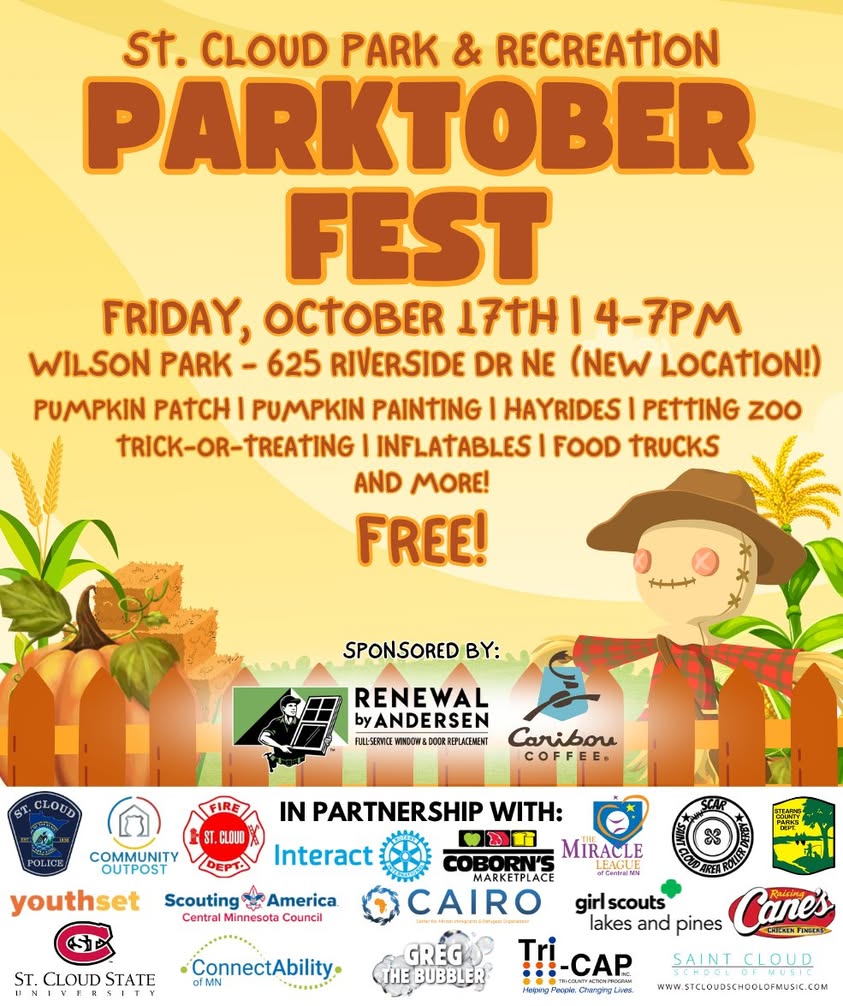 ST. CLOUD PARK & RECREATION
PARKTOBER
FEST
FRIDAY, OCTOBER 17TH | 4-7PM
WILSON PARK - 625 RIVERSIDE DR NE (NEW LOCATION!)
PUMPKIN PATCH | PUMPKIN PAINTING | HAYRIDES | PETTING ZOO
TRICK-OR-TREATING | INFLATABLES | FOOD TRUCKS
AND MORE!
FREE!
SPONSORED BY:
RENEWAL
by ANDERSEN
FULL-SERVICE WINDOW & DOOR REPLACEMENT
Caribou
COFFEE
IN PARTNERSHIP WITH:
ST. CLOUD
POLICE
COMMUNITY
OUTPOST
FIRE
ST. CLOUD
DEPT.
Interact
COBORN'S
MARKETPLACE
THE
MIRACLE
LEAGUE
of Central MN
SCAR
SAINT CLOUD AREA ROLLER DERBY
STEARNS
COUNTY
PARKS
DEPT.
youthset
Scouting America
Central Minnesota Council
CAIRO
girl scouts
lakes and pines
Raising
Cane's
CHICKEN FINGERS
ST. CLOUD STATE
UNIVERSITY
ConnectAbility
of MN
GREG
THE BUBBLER
Tri-CAP INC.
TRI-COUNTY ACTION PROGRAM
Helping People. Changing Lives.
SAINT CLOUD
SCHOOL OF MUSIC
WWW.STCLOUDSCHOOLOFMUSIC.COM